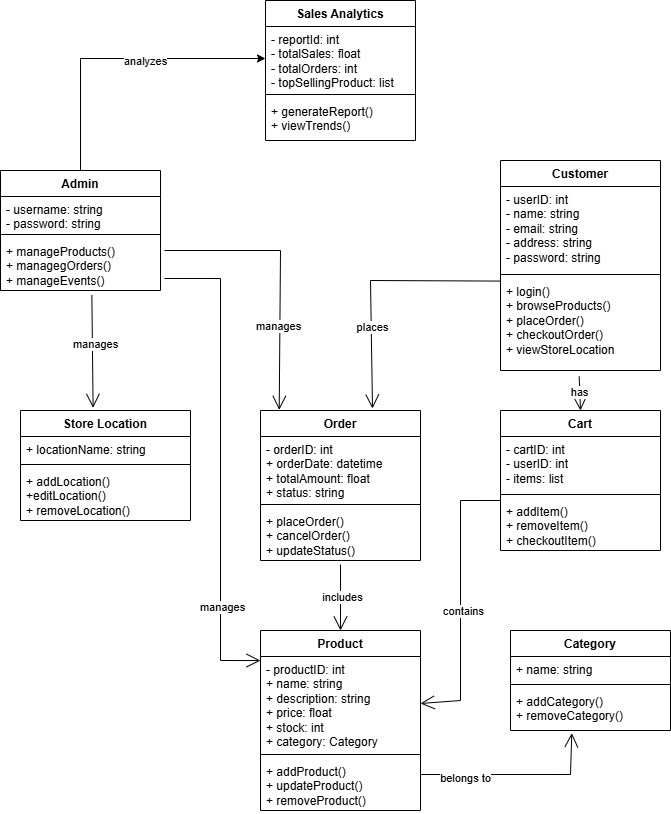 Sales Analytics
- reportId: int
- totalSales: float
- totalOrders: int
- topSellingProduct: list
+ generateReport()
+ viewTrends()
analyzes
Admin
- username: string
- password: string
+ manageProducts()
+ managegOrders()
+ manageEvents()
Customer
- userID: int
- name: string
- email: string
- address: string
- password: string
+ login()
+ browseProducts()
+ placeOrder()
+ checkoutOrder()
+ viewStoreLocation
manages
places
manages
has
Store Location
+ locationName: string
+ addLocation()
+editLocation()
+ removeLocation()
Order
- orderID: int
+ orderDate: datetime
+ totalAmount: float
+ status: string
+ placeOrder()
+ cancelOrder()
+ updateStatus()
Cart
- cartID: int
- userID: int
- items: list
+ addItem()
+ removeItem()
+ checkoutItem()
includes
manages
contains
Product
- productID: int
+ name: string
+ description: string
+ price: float
+ stock: int
+ category: Category
+ addProduct()
+ updateProduct()
+ removeProduct()
Category
+ name: string
+ addCategory()
+ removeCategory()
belongs to